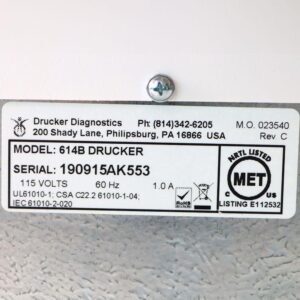 Drucker Diagnostics Ph: (814)342-6205 M.O. 023540
200 Shady Lane, Philipsburg, PA 16866 USA Rev C
MODEL: 614B DRUCKER
SERIAL: 190915AK553
115 VOLTS 60 Hz 1.0 A
UL61010-1; CSA C22.2 61010-1-04;
IEC 61010-2-020
NRTL LISTED
MET
C US
LISTING E112532